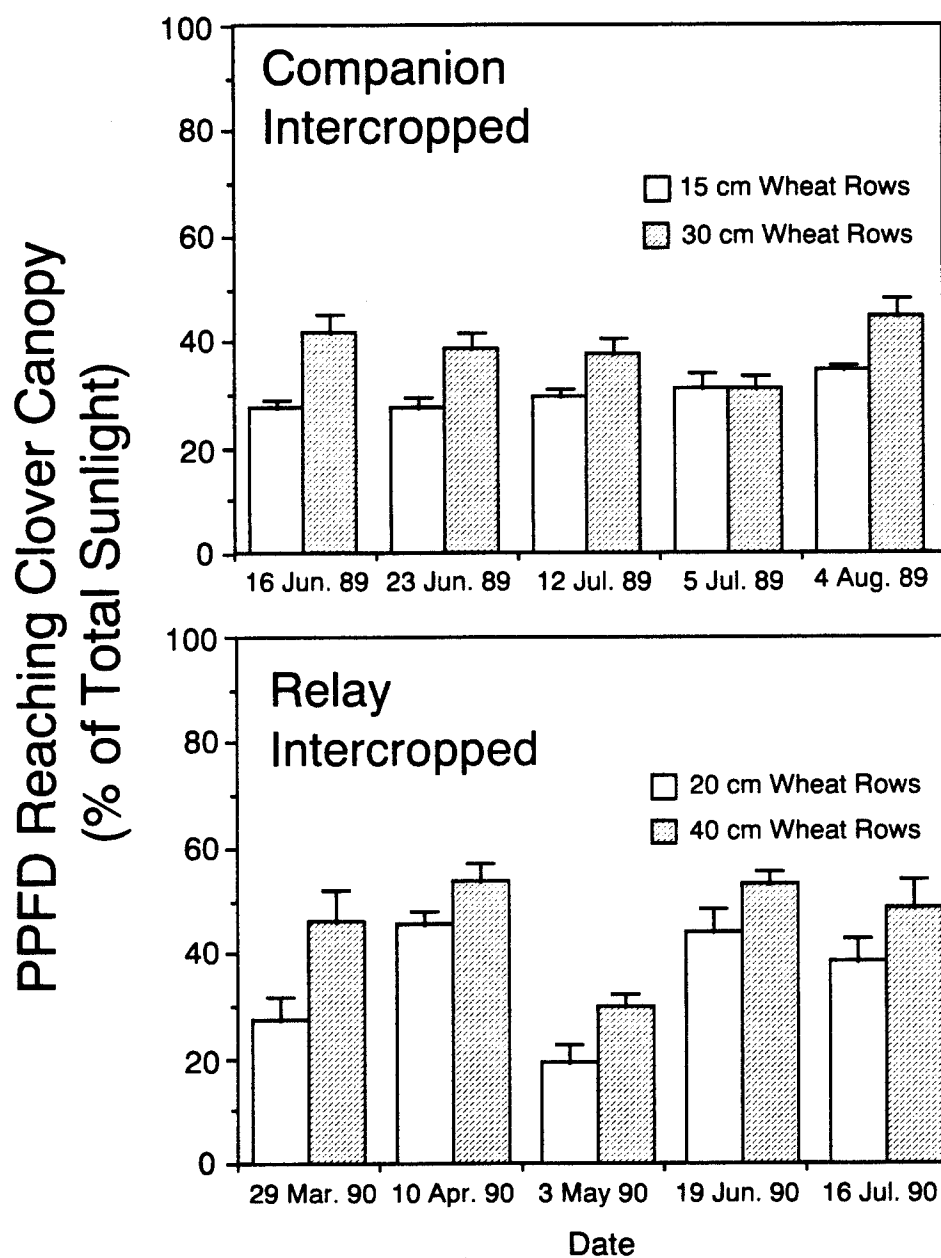 PPFD Reaching Clover Canopy
(% of Total Sunlight)
100
80
60
40
20
0
Companion
Intercropped
15 cm Wheat Rows
30 cm Wheat Rows
16 Jun. 89 23 Jun. 89 12 Jul. 89 5 Jul. 89 4 Aug. 89
100
80
60
40
20
0
Relay
Intercropped
20 cm Wheat Rows
40 cm Wheat Rows
29 Mar. 90 10 Apr. 90 3 May 90 19 Jun. 90 16 Jul. 90
Date